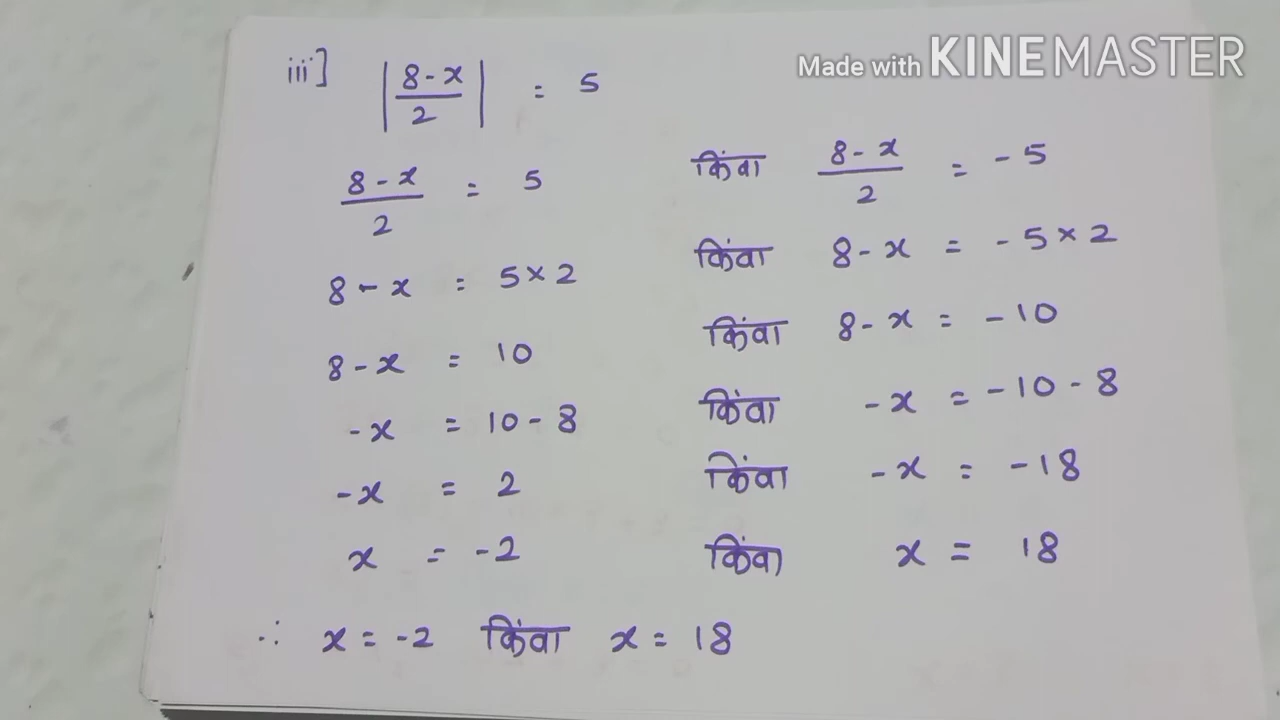 Made with KINEMASTER
iii] |8-x/2| = 5
8-x/2 = 5 किंवा 8-x/2 = -5
8-x = 5×2 किंवा 8-x = -5×2
8-x = 10 किंवा 8-x = -10
-x = 10-8 किंवा -x = -10-8
-x = 2 किंवा -x = -18
x = -2 किंवा x = 18
∴ x = -2 किंवा x = 18